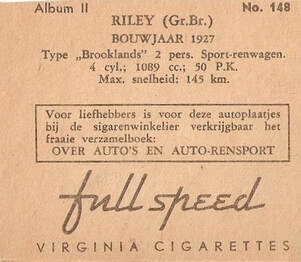 Album II No. 148
RILEY (Gr.Br.)
BOUWJAAR 1927
Type „Brooklands" 2 pers. Sport-renwagen.
4 cyl.; 1089 cc.; 50 P.K.
Max. snelheid: 145 km.
Voor liefhebbers is voor deze autoplaatjes
bij de sigarenwinkelier verkrijgbaar het
fraaie verzamelboek:
OVER AUTO'S EN AUTO-RENSPORT
full speed
VIRGINIA CIGARETTES